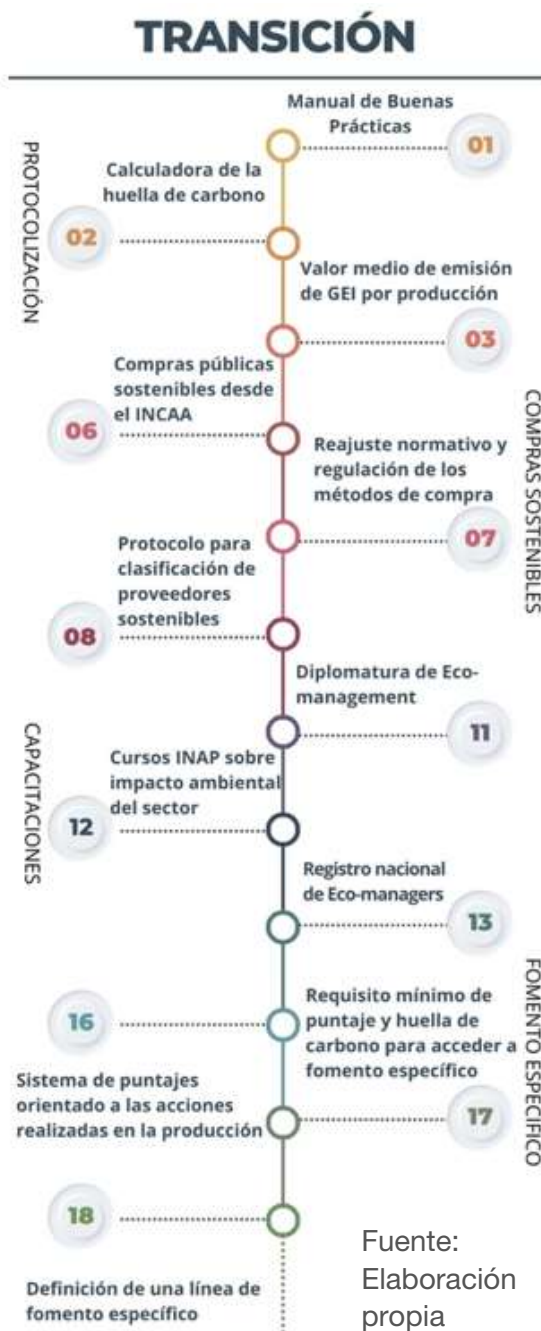 TRANSICIÓN
PROTOCOLIZACIÓN
Manual de Buenas
Prácticas
01
Calculadora de la
huella de carbono
02
Valor medio de emisión
de GEI por producción
03
COMPRAS SOSTENIBLES
Compras públicas
sostenibles desde
el INCAA
06
Reajuste normativo y
regulación de los
métodos de compra
07
Protocolo para
clasificación de
proveedores
sostenibles
08
CAPACITACIONES
Diplomatura de Eco-
management
11
Cursos INAP sobre
impacto ambiental
del sector
12
Registro nacional
de Eco-managers
13
FOMENTO ESPECIFICO
16
Requisito mínimo de
puntaje y huella de
carbono para acceder a
fomento específico
17
Sistema de puntajes
orientado a las acciones
realizadas en la producción
18
Definición de una línea de
fomento específico
Fuente:
Elaboración
propia